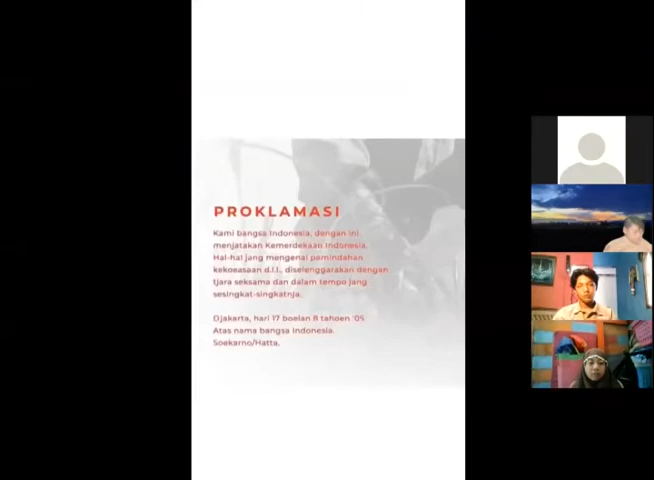 PROKLAMASI
Kami bangsa Indonesia, dengan ini
menjatakan Kemerdekaan Indonesia.
Hal-hal jang mengenai pemindahan
kekoeasaan d.l.l., diselenggarakan dengan
tjara seksama dan dalam tempo jang
sesingkat-singkatnja.
Djakarta, hari 17 boelan 8 tahoen '05
Atas nama bangsa Indonesia.
Soekarno/Hatta.